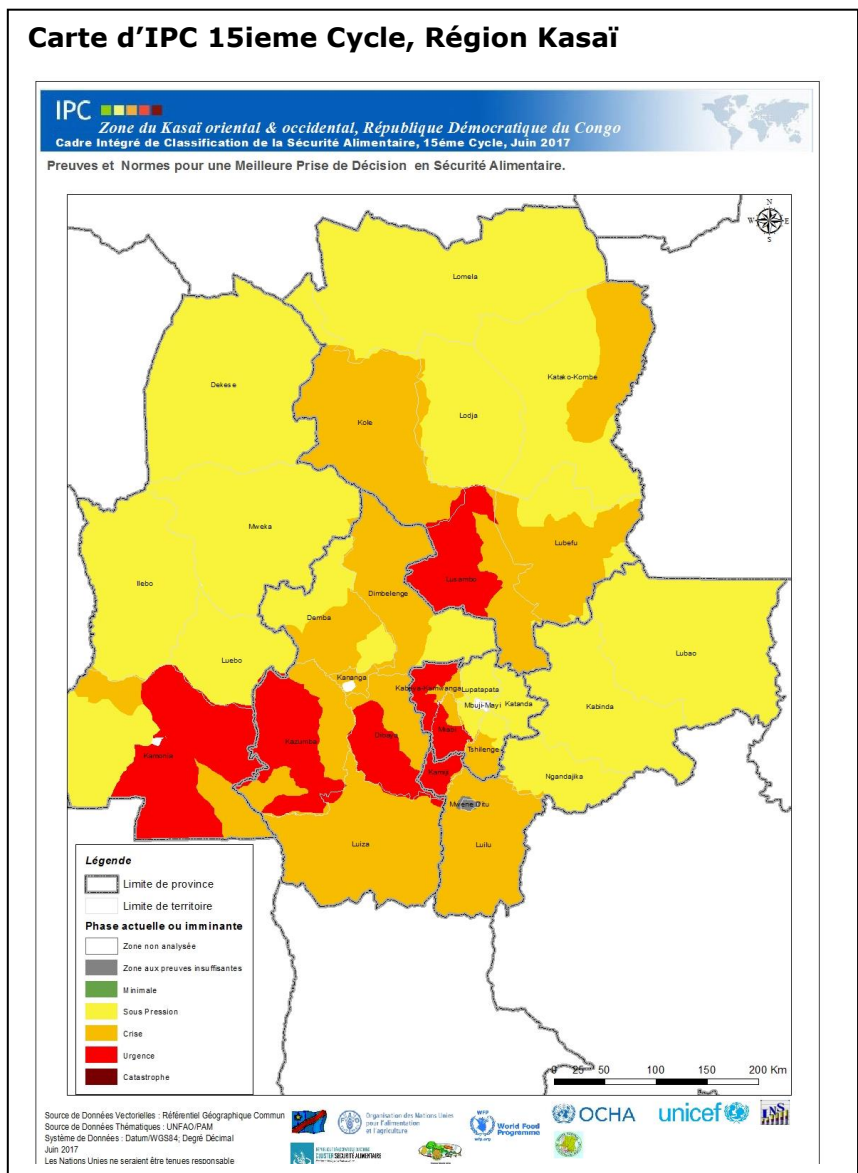 Carte d'IPC 15ieme Cycle, Région Kasaï
IPC
Zone du Kasaï oriental & occidental, République Démocratique du Congo
Cadre Intégré de Classification de la Sécurité Alimentaire, 15éme Cycle, Juin 2017
Preuves et Normes pour une Meilleure Prise de Décision en Sécurité Alimentaire.
N
W E
S
Lomela
Katako-Kombe
Dekese
Lodja
Kole
Mweka
Lubefu
Ilebo
Lusambo
Dimbelenge
Demba
Lubao
Luebo
Kananga
Kabeya-Kamwanga
Lupatapata
Mbuji-Mayi
Katanda
Kabinda
Kazumba
Dibaya
Miabi
Tshilenge
Kamonia
Kamiji
Ngandajika
Mwene-Ditu
Luiza
Luilu
Légende
Limite de province
Limite de territoire
Phase actuelle ou imminante
Zone non analysée
Zone aux preuves insuffisantes
Minimale
Sous Pression
Crise
Urgence
Catastrophe
0 25 50 100 150 200 Km
Source de Données Vectorielles : Référentiel Géographique Commun
Source de Données Thématiques : UNFAO/PAM
Système de Données : Datum/WGS84; Degré Décimal
Juin 2017
Les Nations Unies ne seraient être tenues responsable
Organisation des Nations Unies
pour l'alimentation
et l'agriculture
WFP
wfp.org
World Food
Programme
OCHA
unicef
INS
CLUSTER SÉCURITÉ ALIMENTAIRE